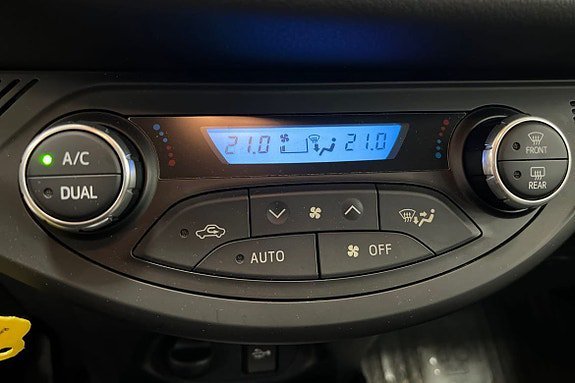 A/C
DUAL
21.0 21.0
FRONT
REAR
AUTO
OFF